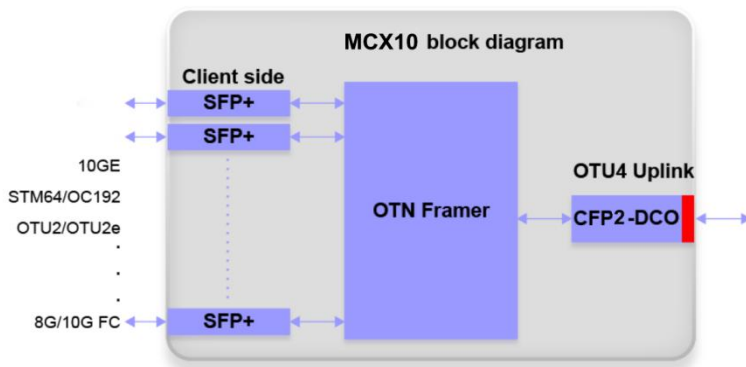 MCX10 block diagram
Client side
SFP+
SFP+
10GE
STM64/OC192
OTU2/OTU2e
.
.
.
8G/10G FC
SFP+
OTN Framer
OTU4 Uplink
CFP2-DCO